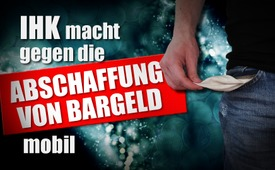 IHK macht
gegen die
ABSCHAFFUNG
VON BARGELD
mobil